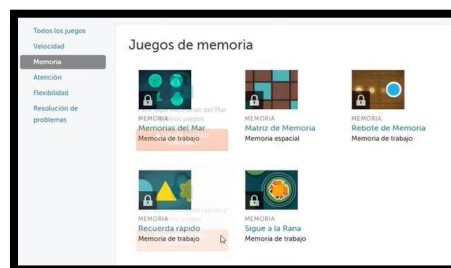 Todos los juegos
Velocidad
Memoria
Atención
Flexibilidad
Resolución de
problemas
Juegos de memoria
MEMORIA
Memorias del Mar
Memoria de trabajo
MEMORIA
Matriz de Memoria
Memoria espacial
MEMORIA
Rebote de Memoria
Memoria de trabajo
MEMORIA
Recuerda rápido
Memoria de trabajo
MEMORIA
Sigue a la Rana
Memoria de trabajo